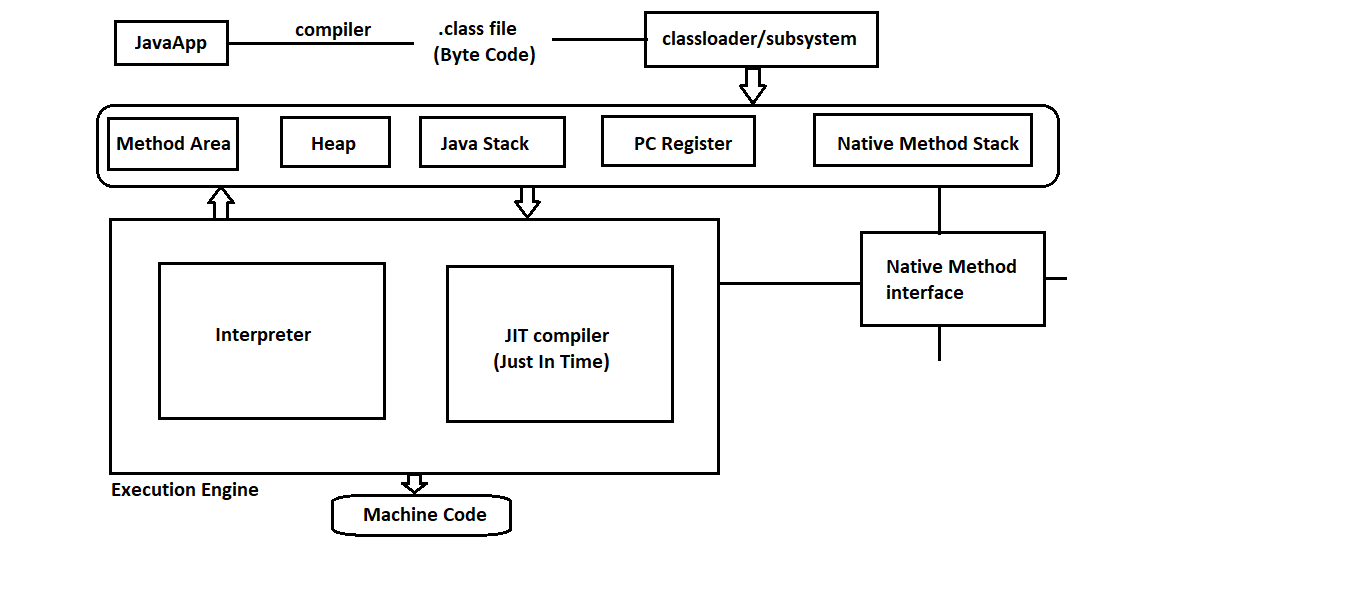 JavaApp
compiler
.class file
(Byte Code)
classloader/subsystem
Method Area
Heap
Java Stack
PC Register
Native Method Stack
Native Method
interface
Interpreter
JIT compiler
(Just In Time)
Execution Engine
Machine Code